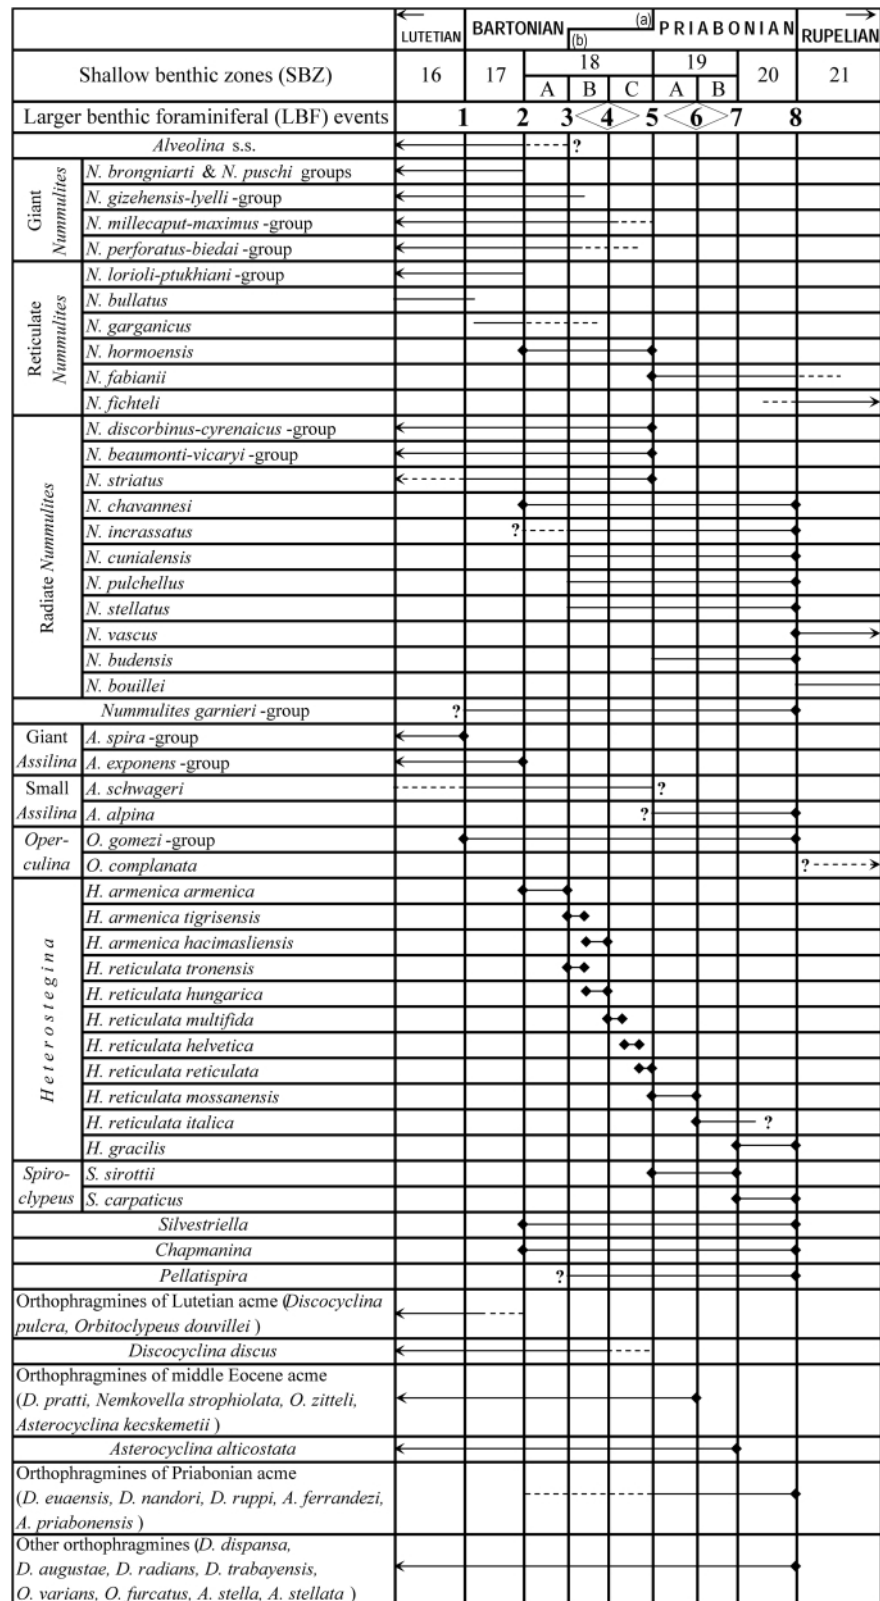 LUTETIAN BARTONIAN (a) (b) PRIABONIAN RUPELIAN
Shallow benthic zones (SBZ) 16 17 18 19 20 21
A B C A B
Larger benthic foraminiferal (LBF) events 1 2 3 4 5 6 7 8
Alveolina s.s. ?
Giant
Nummulites
N. brongniarti & N. puschi groups
N. gizehensis-lyelli -group
N. millecaput-maximus -group
N. perforatus-biedai -group
Reticulate
Nummulites
N. lorioli-ptukhiani -group
N. bullatus
N. garganicus
N. hormoensis
N. fabianii
N. fichteli
Radiate Nummulites
N. discorbinus-cyrenaicus -group
N. beaumonti-vicaryi -group
N. striatus
N. chavannesi
N. incrassatus ?
N. cunialensis
N. pulchellus
N. stellatus
N. vascus
N. budensis
N. bouillei
Nummulites garnieri -group ?
Giant
Assilina
A. spira -group
A. exponens -group
Small
Assilina
A. schwageri ?
A. alpina ?
Oper-
culina
O. gomezi -group
O. complanata ?
Heterostegina
H. armenica armenica
H. armenica tigrisensis
H. armenica hacimasliensis
H. reticulata tronensis
H. reticulata hungarica
H. reticulata multifida
H. reticulata helvetica
H. reticulata reticulata
H. reticulata mossanensis
H. reticulata italica ?
H. gracilis
Spiro-
clypeus
S. sirottii
S. carpaticus
Silvestriella
Chapmanina
Pellatispira ?
Orthophragmines of Lutetian acme (Discocyclina
pulcra, Orbitoclypeus douvillei )
Discocyclina discus
Orthophragmines of middle Eocene acme
(D. pratti, Nemkovella strophiolata, O. zitteli,
Asterocyclina kecskemetii )
Asterocyclina alticostata
Orthophragmines of Priabonian acme
(D. euaensis, D. nandori, D. ruppi, A. ferrandezi,
A. priabonensis )
Other orthophragmines (D. dispansa,
D. augustae, D. radians, D. trabayensis,
O. varians, O. furcatus, A. stella, A. stellata )